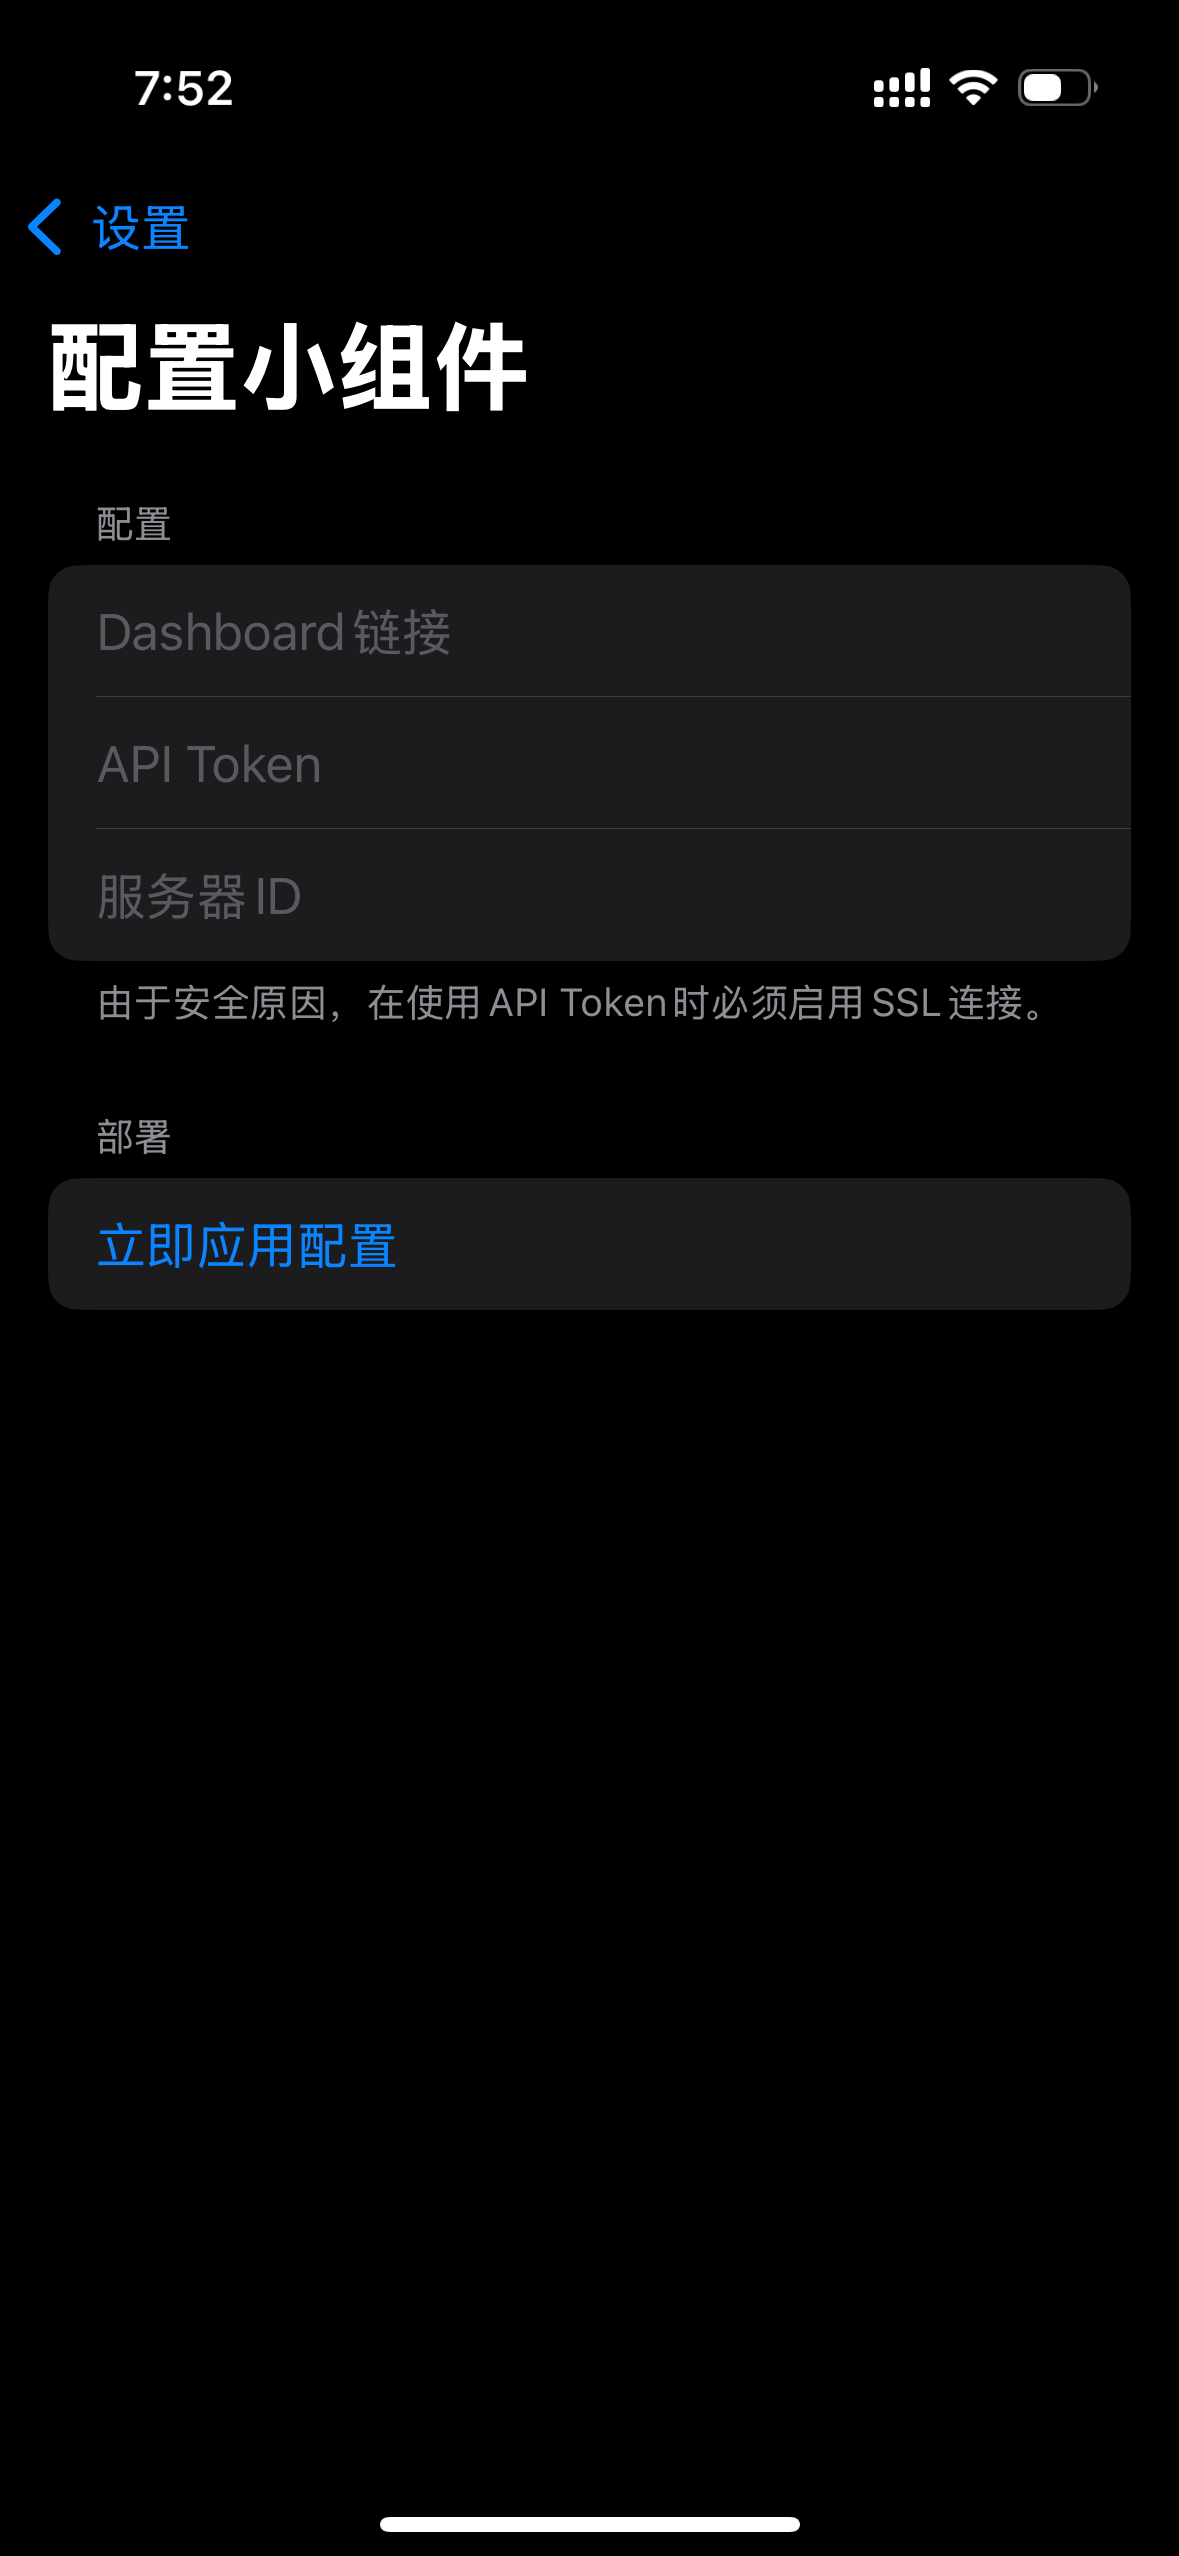 7:52
设置
配置小组件
配置
Dashboard 链接
API Token
服务器 ID
由于安全原因，在使用 API Token 时必须启用 SSL 连接。
部署
立即应用配置